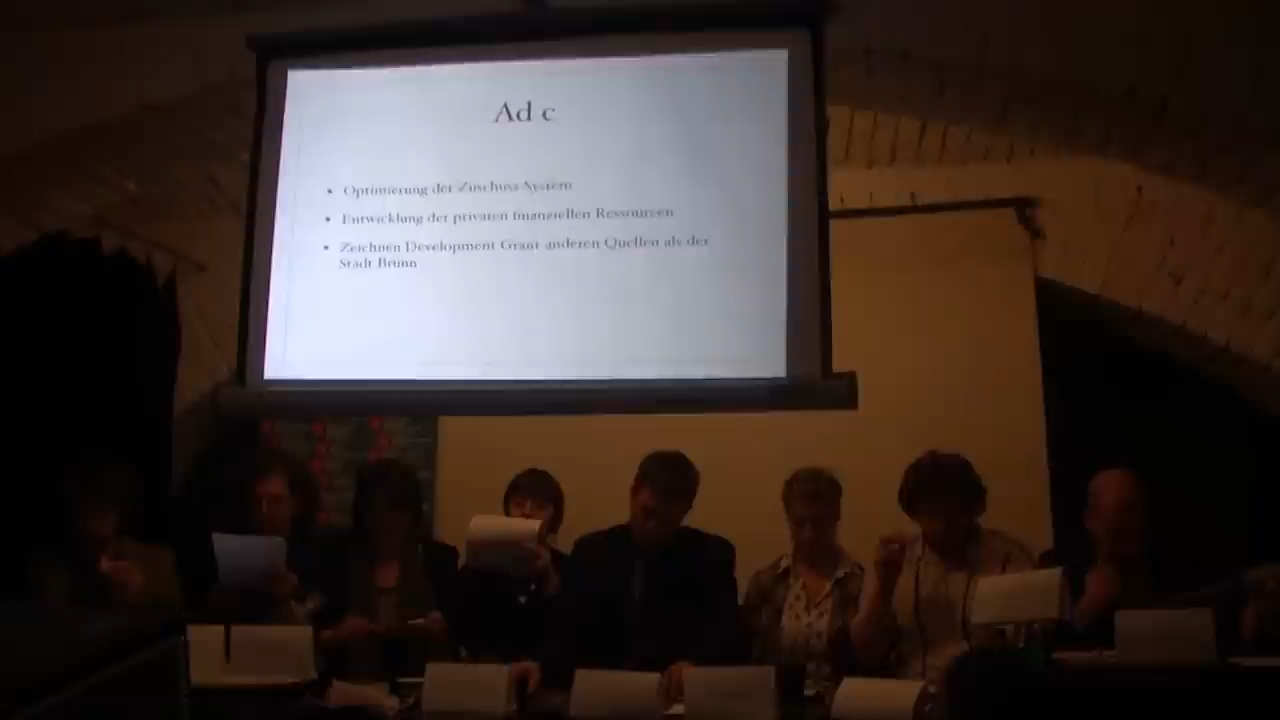 Ad c
• Optimierung der Zuschuss-System
• Entwicklung der privaten finanziellen Ressourcen
• Zeichnen Development Grant anderen Quellen als der
Stadt Brünn